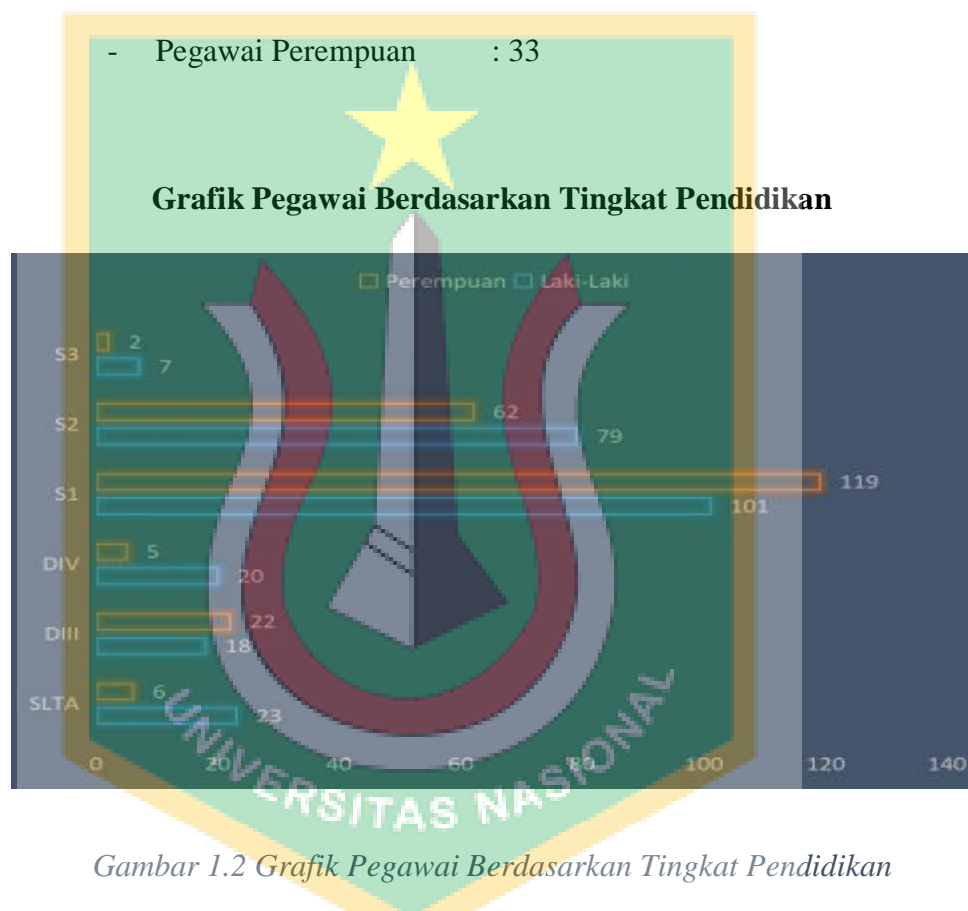 - Pegawai Perempuan : 33
Grafik Pegawai Berdasarkan Tingkat Pendidikan
Perempuan Laki-Laki
S3 2
7
S2 62
79
S1 119
101
DIV 5
20
DIII 22
18
SLTA 6
23
0 20 40 60 80 100 120 140
UNIVERSITAS NASIONAL
Gambar 1.2 Grafik Pegawai Berdasarkan Tingkat Pendidikan